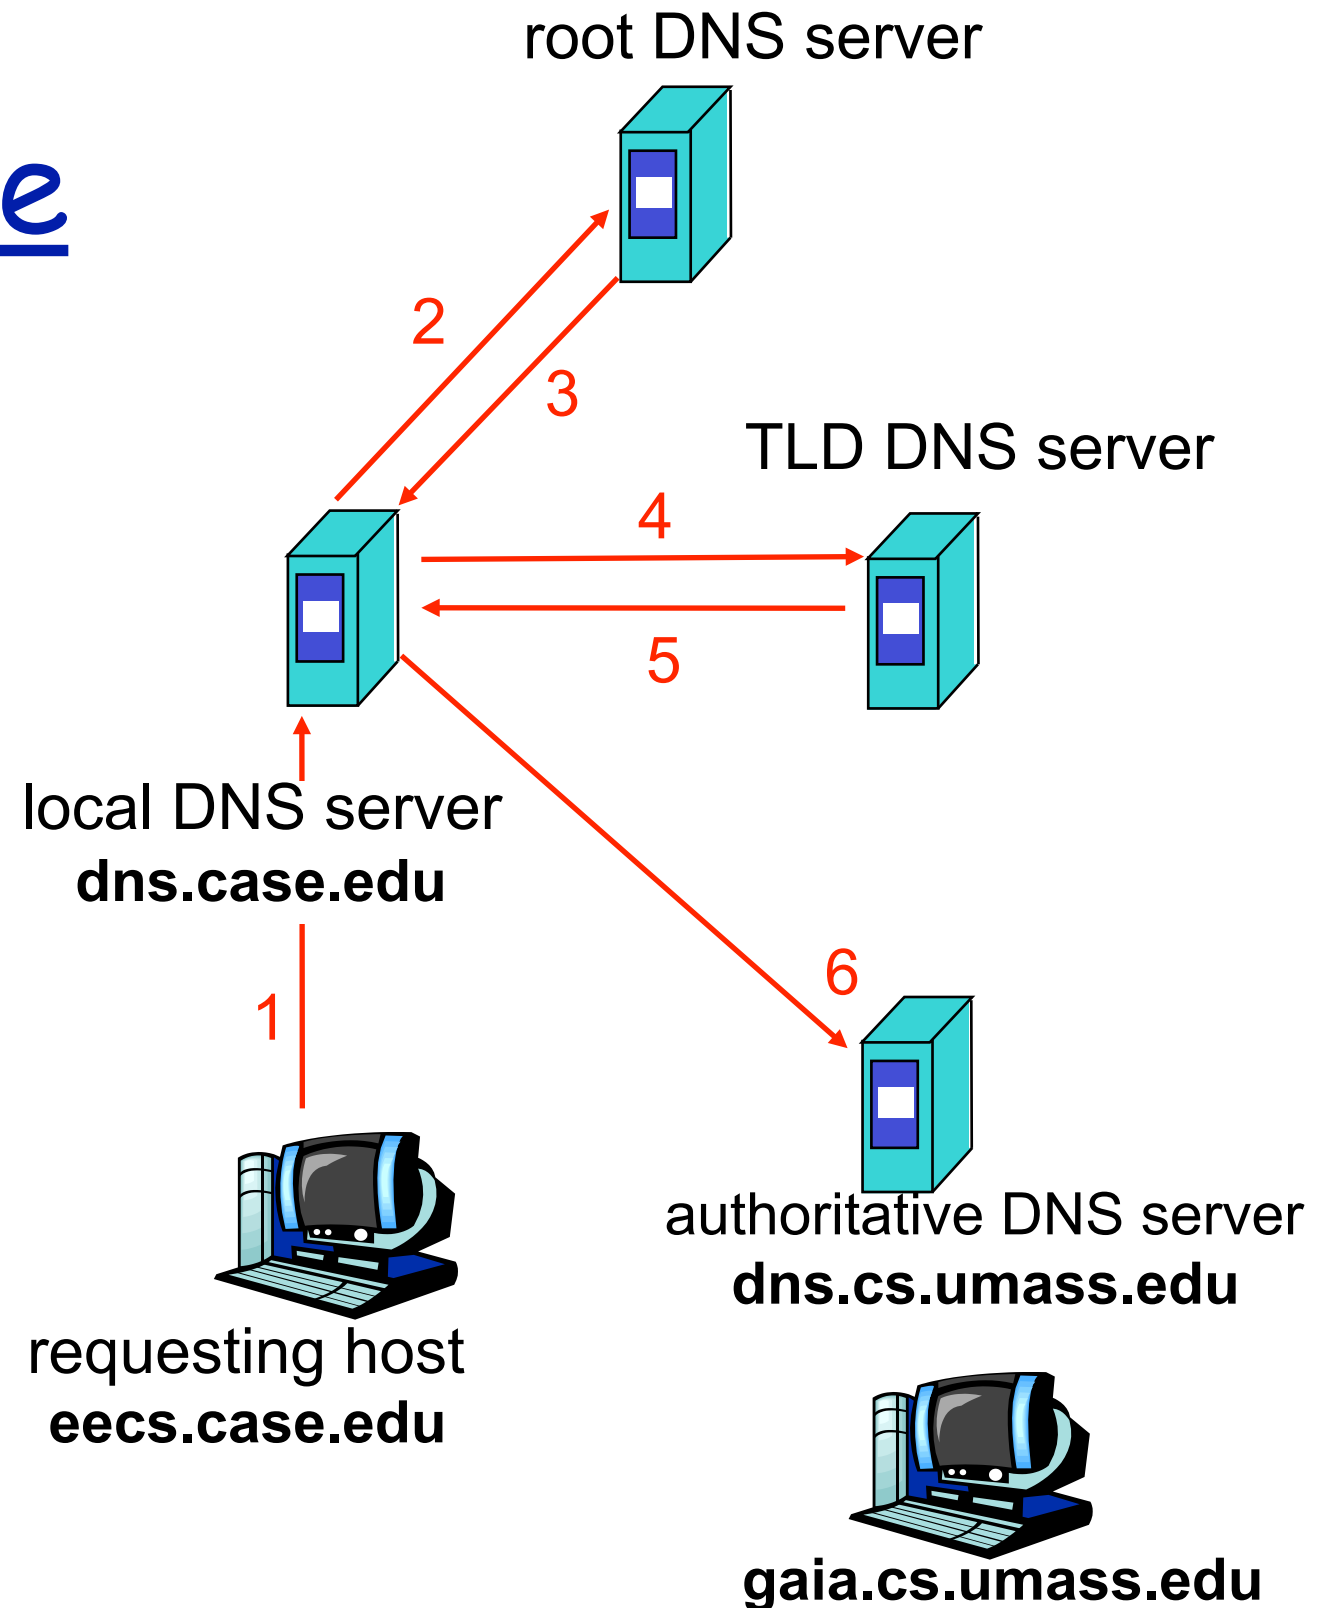 root DNS server
e
2
3
TLD DNS server
4
5
local DNS server
dns.case.edu
6
1
authoritative DNS server
dns.cs.umass.edu
requesting host
eecs.case.edu
gaia.cs.umass.edu